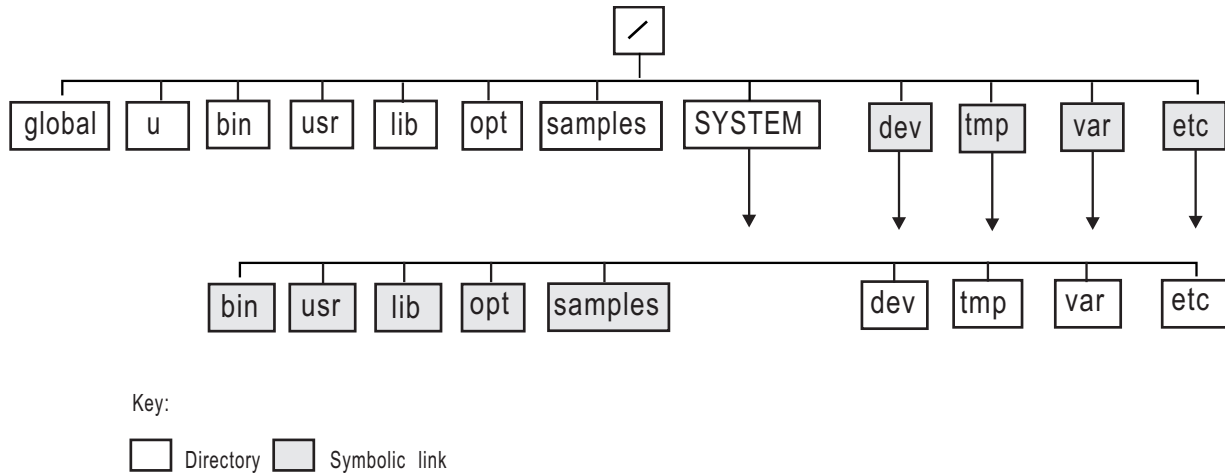 /
global u bin usr lib opt samples SYSTEM dev tmp var etc
bin usr lib opt samples dev tmp var etc
Key:
Directory Symbolic link